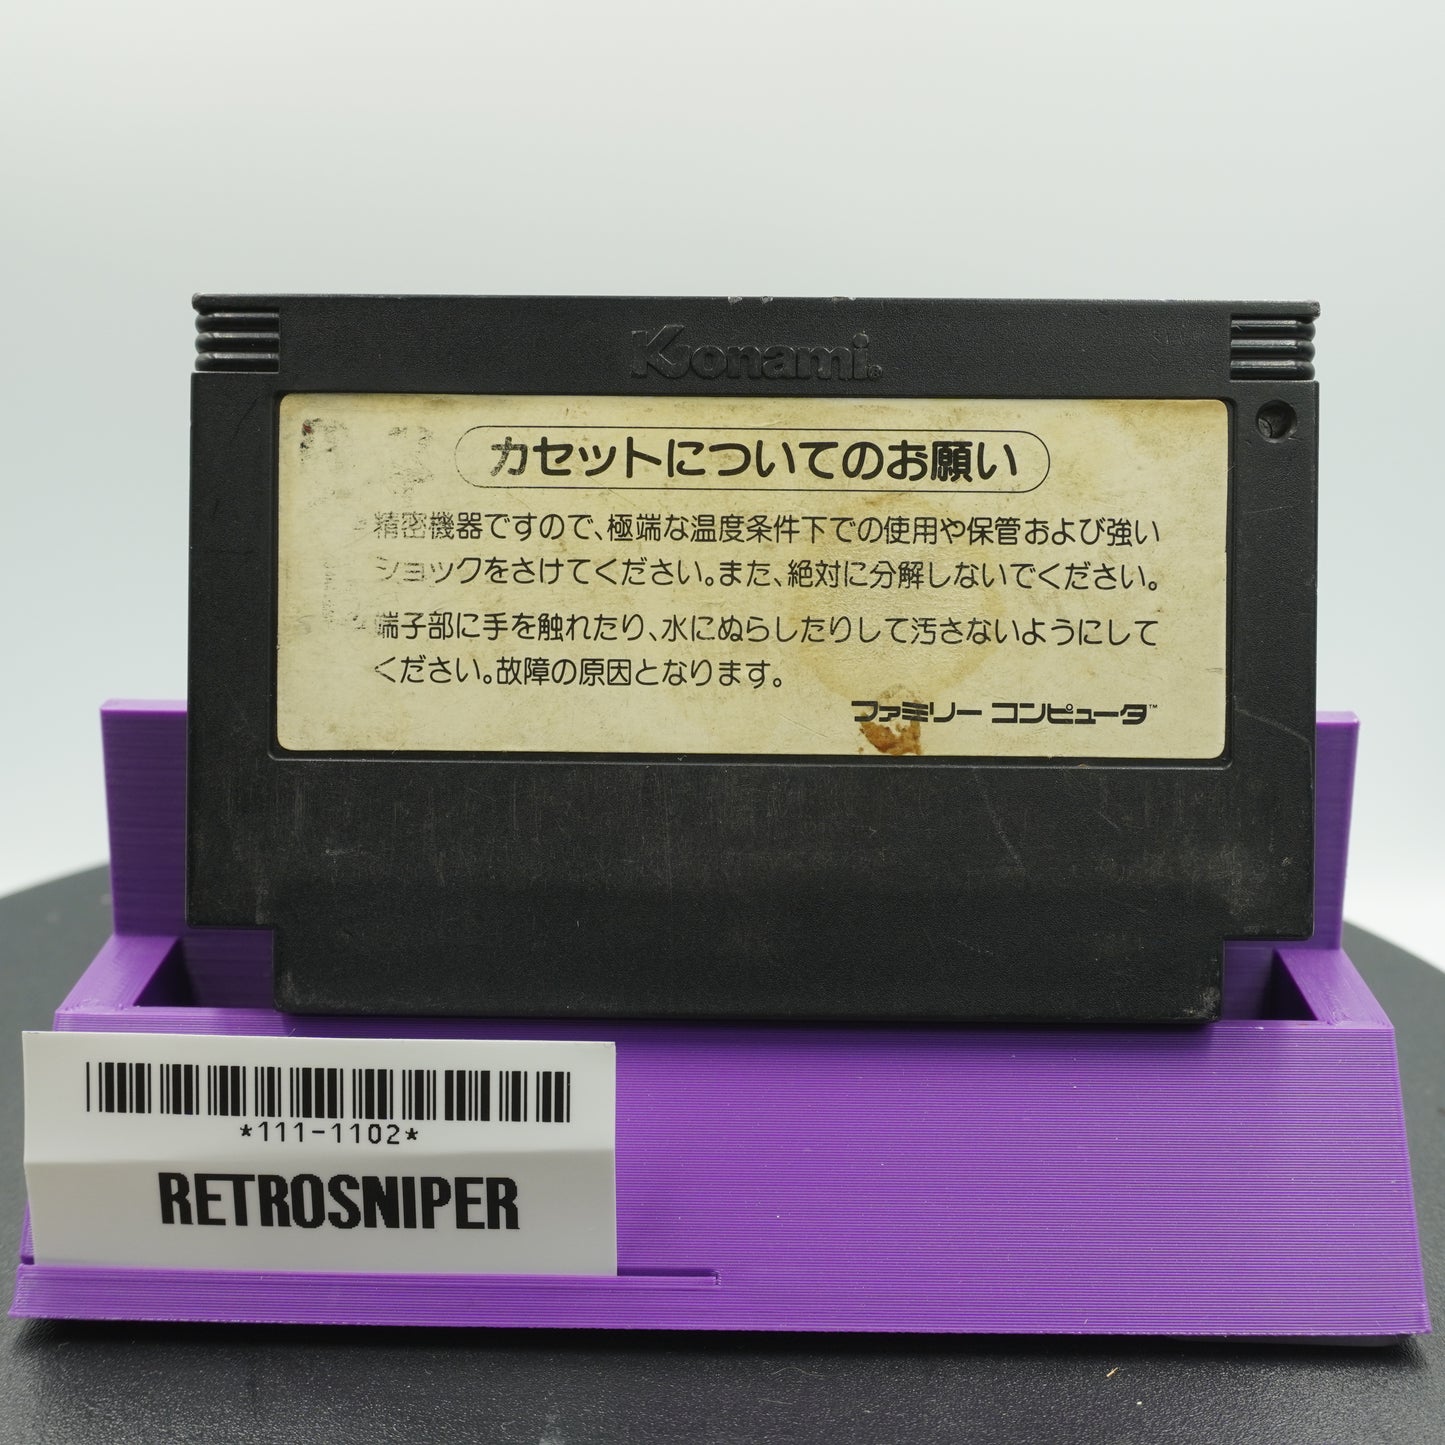 Konami®
カセットについてのお願い
精密機器ですので、極端な温度条件下での使用や保管および強い
ショックをさけてください。また、絶対に分解しないでください。
端子部に手を触れたり、水にぬらしたりして汚さないようにして
ください。故障の原因となります。
ファミリー コンピュータ™
*111-1102*
RETROSNIPER